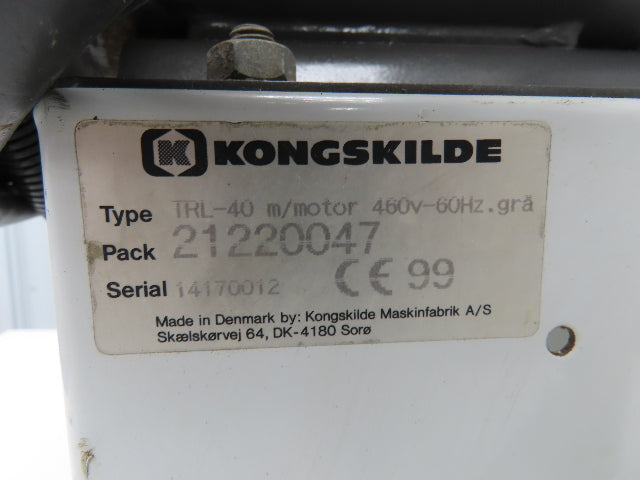 K KONGSKILDE
Type TRL-40 m/motor 460v-60Hz.grå
Pack 21220047
Serial 14170012 CE 99
Made in Denmark by: Kongskilde Maskinfabrik A/S
Skælskørvej 64, DK-4180 Sorø